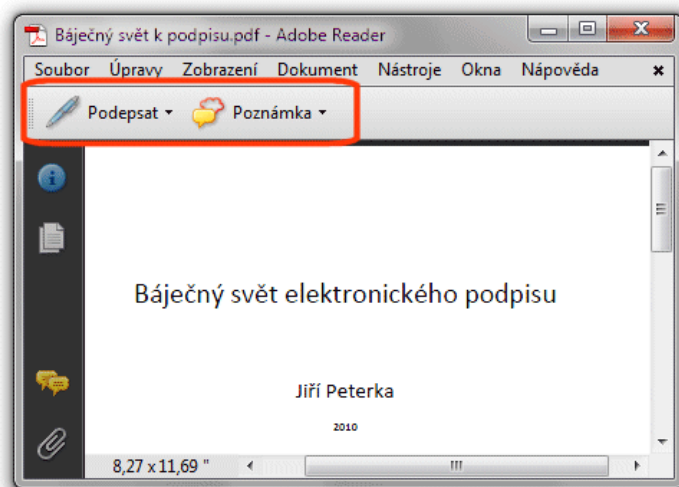 Báječný svět k podpisu.pdf - Adobe Reader
Soubor Úpravy Zobrazení Dokument Nástroje Okna Nápověda
Podepsat Poznámka
Báječný svět elektronického podpisu
Jiří Peterka
2010
8,27 x 11,69 "